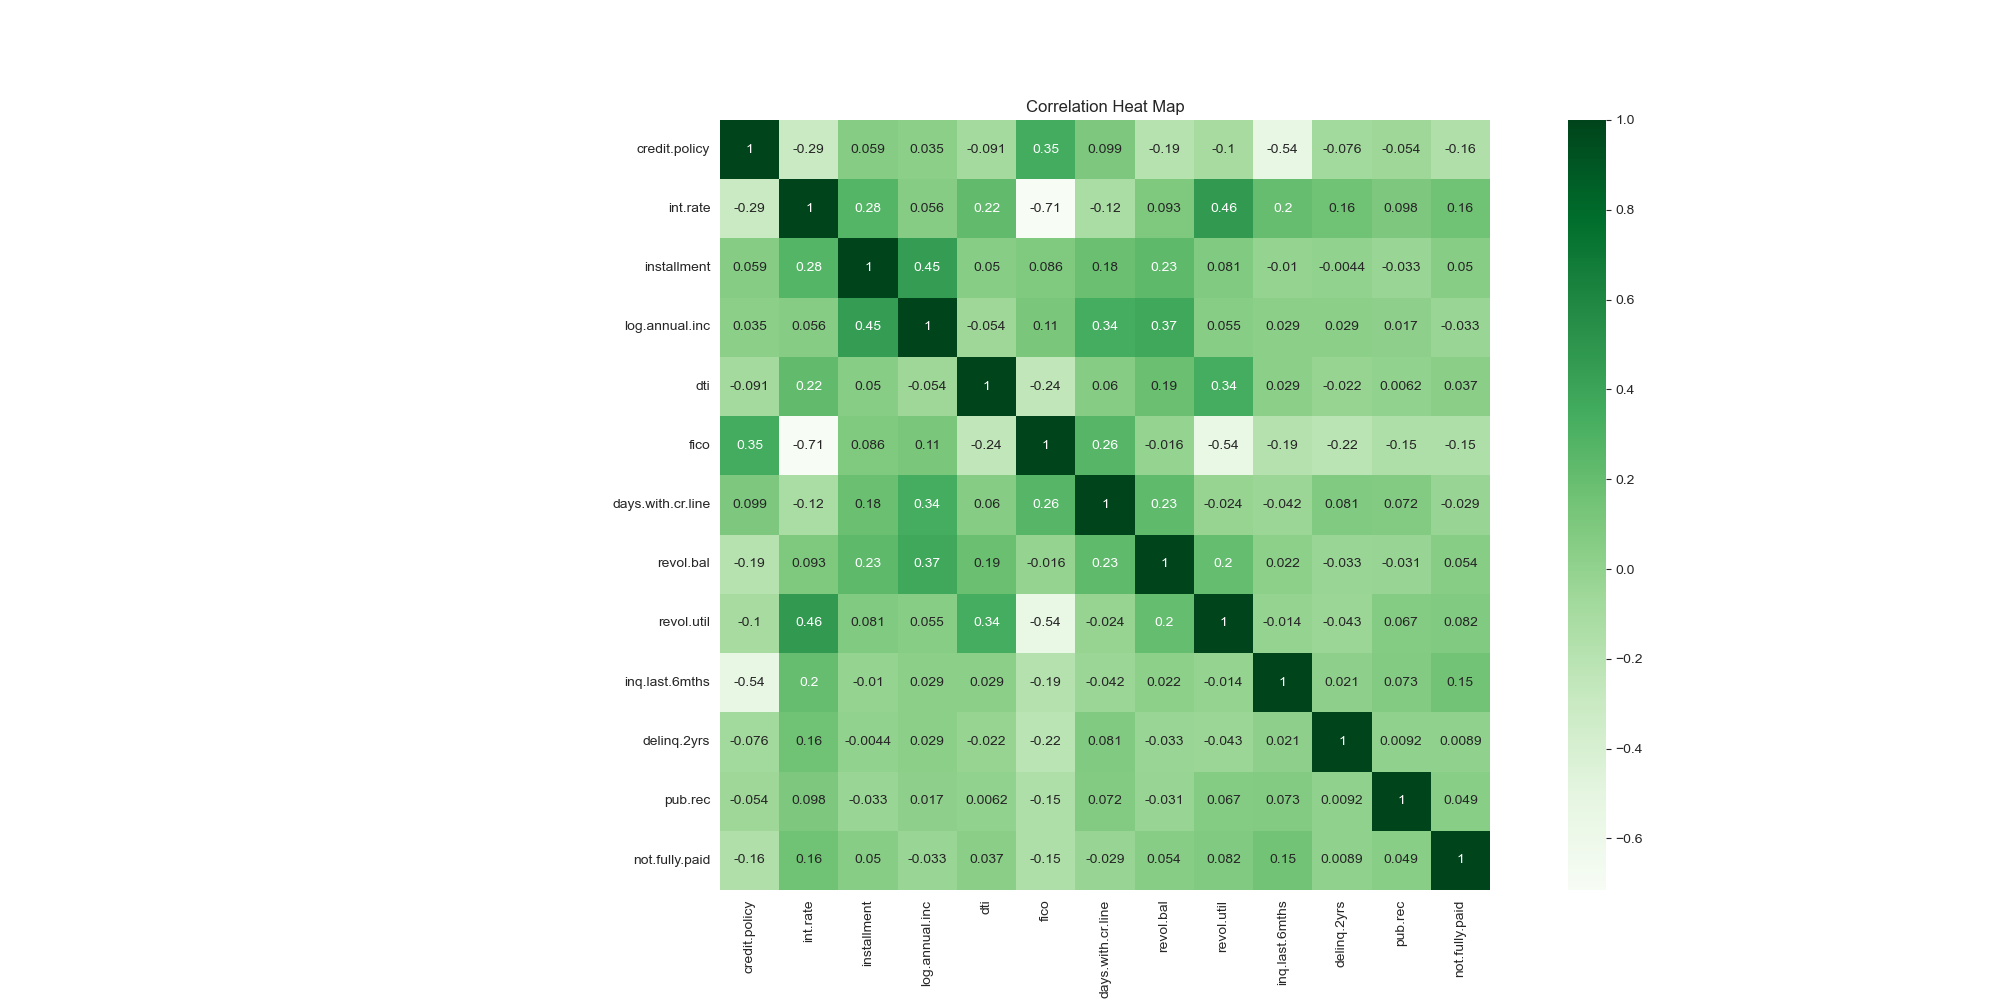 Correlation Heat Map
credit.policy 1 -0.29 0.059 0.035 -0.091 0.35 0.099 -0.19 -0.1 -0.54 -0.076 -0.054 -0.16
int.rate -0.29 1 0.28 0.056 0.22 -0.71 -0.12 0.093 0.46 0.2 0.16 0.098 0.16
installment 0.059 0.28 1 0.45 0.05 0.086 0.18 0.23 0.081 -0.01 -0.0044 -0.033 0.05
log.annual.inc 0.035 0.056 0.45 1 -0.054 0.11 0.34 0.37 0.055 0.029 0.029 0.017 -0.033
dti -0.091 0.22 0.05 -0.054 1 -0.24 0.06 0.19 0.34 0.029 -0.022 0.0062 0.037
fico 0.35 -0.71 0.086 0.11 -0.24 1 0.26 -0.016 -0.54 -0.19 -0.22 -0.15 -0.15
days.with.cr.line 0.099 -0.12 0.18 0.34 0.06 0.26 1 0.23 -0.024 -0.042 0.081 0.072 -0.029
revol.bal -0.19 0.093 0.23 0.37 0.19 -0.016 0.23 1 0.2 0.022 -0.033 -0.031 0.054
revol.util -0.1 0.46 0.081 0.055 0.34 -0.54 -0.024 0.2 1 -0.014 -0.043 0.067 0.082
inq.last.6mths -0.54 0.2 -0.01 0.029 0.029 -0.19 -0.042 0.022 -0.014 1 0.021 0.073 0.15
delinq.2yrs -0.076 0.16 -0.0044 0.029 -0.022 -0.22 0.081 -0.033 -0.043 0.021 1 0.0092 0.0089
pub.rec -0.054 0.098 -0.033 0.017 0.0062 -0.15 0.072 -0.031 0.067 0.073 0.0092 1 0.049
not.fully.paid -0.16 0.16 0.05 -0.033 0.037 -0.15 -0.029 0.054 0.082 0.15 0.0089 0.049 1
credit.policy int.rate installment log.annual.inc dti fico days.with.cr.line revol.bal revol.util inq.last.6mths delinq.2yrs pub.rec not.fully.paid
1.0
0.8
0.6
0.4
0.2
0.0
−0.2
−0.4
−0.6